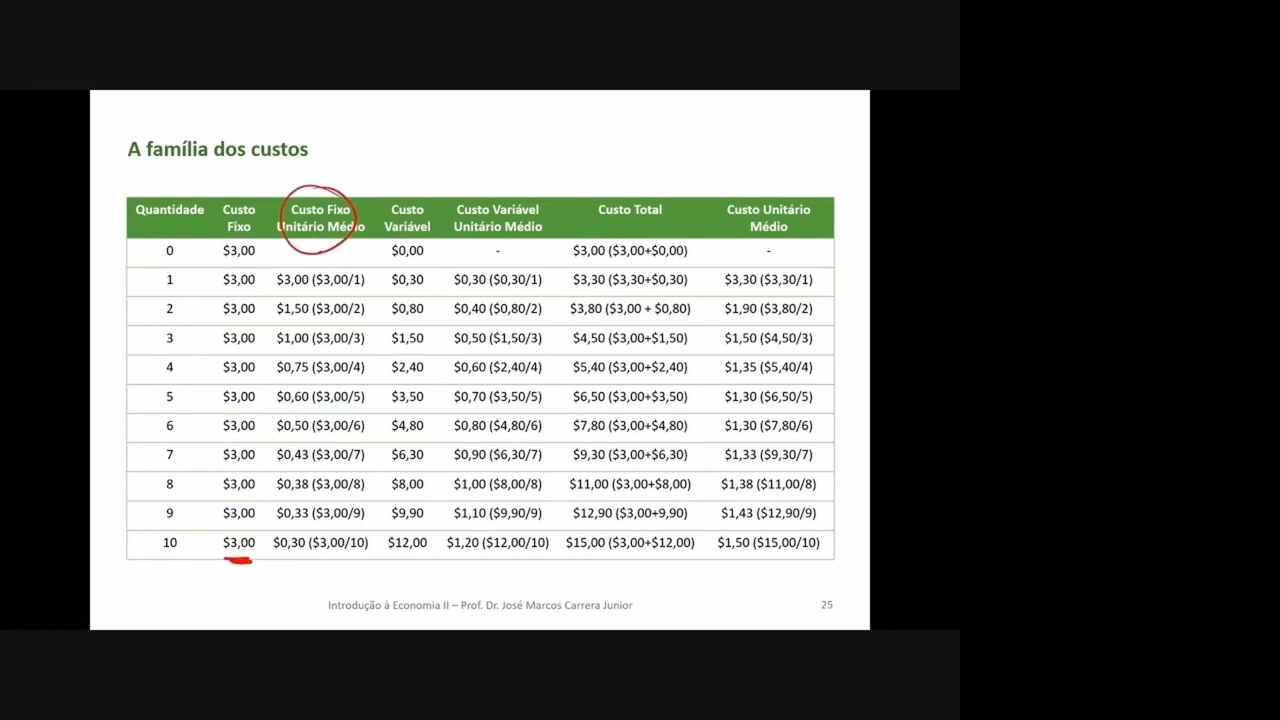 A família dos custos
Quantidade Custo Fixo Custo Fixo Unitário Médio Custo Variável Custo Variável Unitário Médio Custo Total Custo Unitário Médio
0 $3,00 $0,00 - $3,00 ($3,00+$0,00) -
1 $3,00 $3,00 ($3,00/1) $0,30 $0,30 ($0,30/1) $3,30 ($3,30+$0,30) $3,30 ($3,30/1)
2 $3,00 $1,50 ($3,00/2) $0,80 $0,40 ($0,80/2) $3,80 ($3,00 + $0,80) $1,90 ($3,80/2)
3 $3,00 $1,00 ($3,00/3) $1,50 $0,50 ($1,50/3) $4,50 ($3,00+$1,50) $1,50 ($4,50/3)
4 $3,00 $0,75 ($3,00/4) $2,40 $0,60 ($2,40/4) $5,40 ($3,00+$2,40) $1,35 ($5,40/4)
5 $3,00 $0,60 ($3,00/5) $3,50 $0,70 ($3,50/5) $6,50 ($3,00+$3,50) $1,30 ($6,50/5)
6 $3,00 $0,50 ($3,00/6) $4,80 $0,80 ($4,80/6) $7,80 ($3,00+$4,80) $1,30 ($7,80/6)
7 $3,00 $0,43 ($3,00/7) $6,30 $0,90 ($6,30/7) $9,30 ($3,00+$6,30) $1,33 ($9,30/7)
8 $3,00 $0,38 ($3,00/8) $8,00 $1,00 ($8,00/8) $11,00 ($3,00+$8,00) $1,38 ($11,00/8)
9 $3,00 $0,33 ($3,00/9) $9,90 $1,10 ($9,90/9) $12,90 ($3,00+9,90) $1,43 ($12,90/9)
10 $3,00 $0,30 ($3,00/10) $12,00 $1,20 ($12,00/10) $15,00 ($3,00+$12,00) $1,50 ($15,00/10)
Introdução à Economia II – Prof. Dr. José Marcos Carrera Junior 25